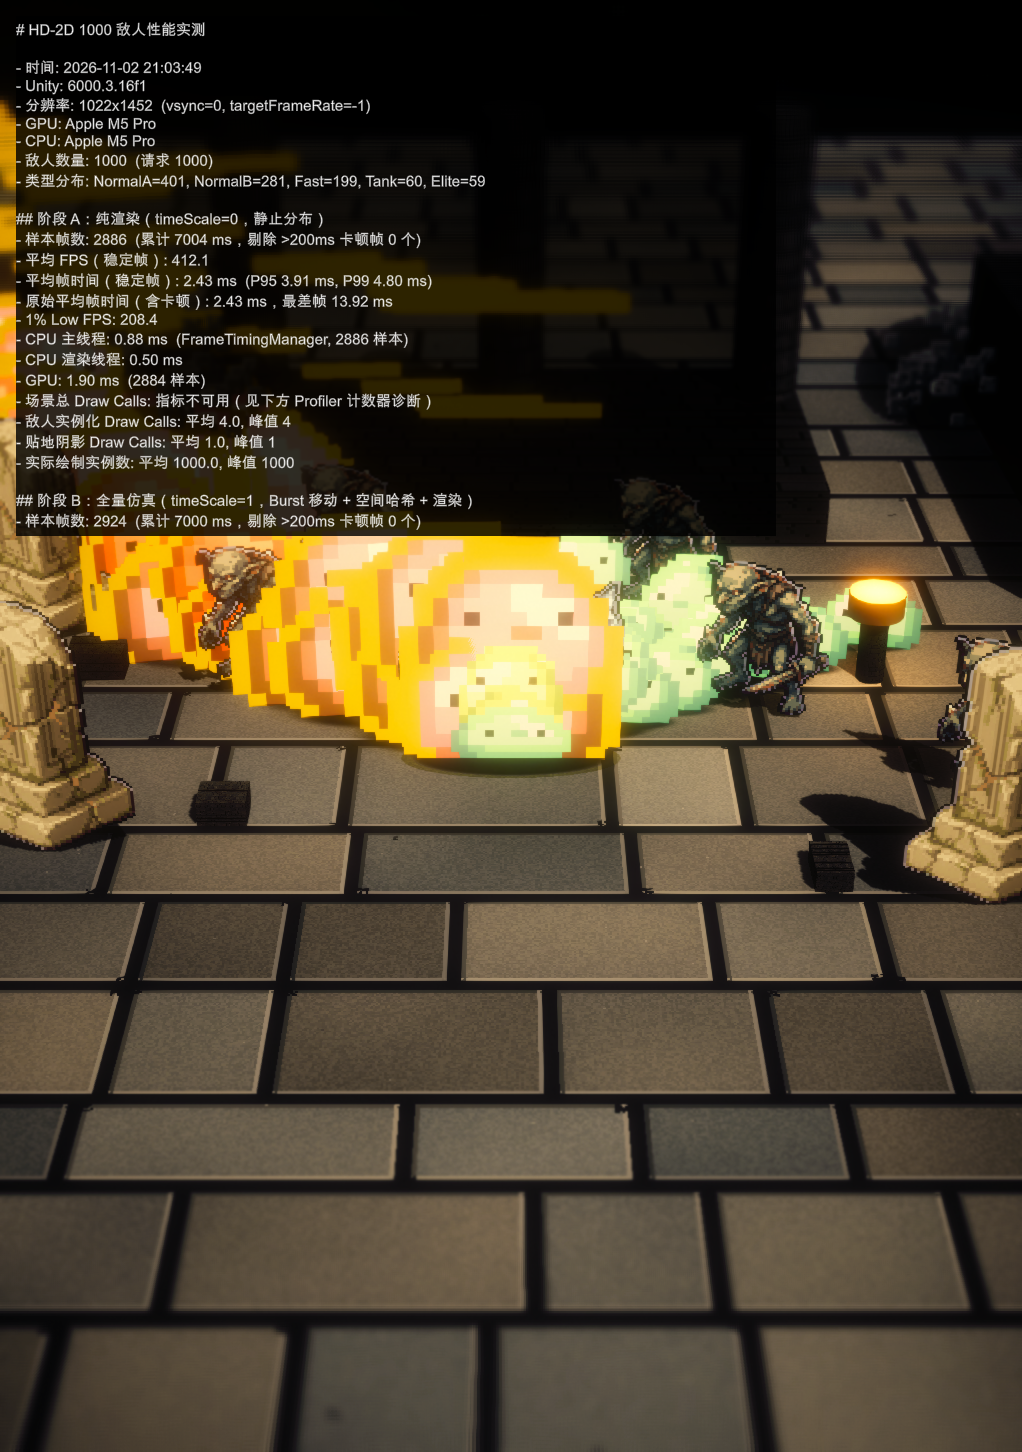 # HD-2D 1000 敌人性能实测
- 时间: 2026-11-02 21:03:49
- Unity: 6000.3.16f1
- 分辨率: 1022x1452  (vsync=0, targetFrameRate=-1)
- GPU: Apple M5 Pro
- CPU: Apple M5 Pro
- 敌人数量: 1000  (请求 1000)
- 类型分布: NormalA=401, NormalB=281, Fast=199, Tank=60, Elite=59
## 阶段 A：纯渲染（timeScale=0，静止分布）
- 样本帧数: 2886  (累计 7004 ms，剔除 >200ms 卡顿帧 0 个)
- 平均 FPS（稳定帧）: 412.1
- 平均帧时间（稳定帧）: 2.43 ms  (P95 3.91 ms, P99 4.80 ms)
- 原始平均帧时间（含卡顿）: 2.43 ms，最差帧 13.92 ms
- 1% Low FPS: 208.4
- CPU 主线程: 0.88 ms  (FrameTimingManager, 2886 样本)
- CPU 渲染线程: 0.50 ms
- GPU: 1.90 ms  (2884 样本)
- 场景总 Draw Calls: 指标不可用（见下方 Profiler 计数器诊断）
- 敌人实例化 Draw Calls: 平均 4.0, 峰值 4
- 贴地阴影 Draw Calls: 平均 1.0, 峰值 1
- 实际绘制实例数: 平均 1000.0, 峰值 1000
## 阶段 B：全量仿真（timeScale=1，Burst 移动 + 空间哈希 + 渲染）
- 样本帧数: 2924  (累计 7000 ms，剔除 >200ms 卡顿帧 0 个)